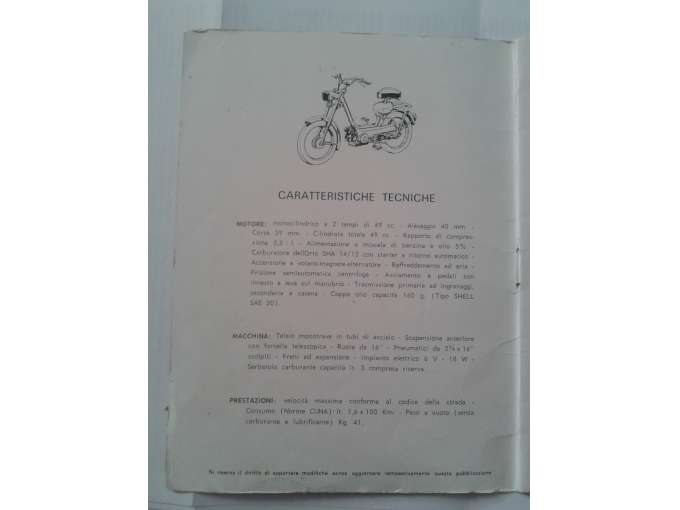 CARATTERISTICHE TECNICHE
MOTORE: monocilindrico a 2 tempi di 49 cc. - Alesaggio 40 mm. -
Corsa 39 mm. - Cilindrata totale 49 cc. - Rapporto di compres-
sione : 1 - Alimentazione a miscela di benzina e olio 5% -
Carburatore dell'Orto SHA 14/12 con starter a ritorno automatico -
Accensione a volano-magnete-alternatore - Raffreddamento ad aria -
Frizione semiautomatica centrifuga - Avviamento a pedali con
innesto a leva sul manubrio - Trasmissione primaria ad ingranaggi,
secondaria a catena - Coppa olio capacità 160 g. (Tipo SHELL
SAE 20).
MACCHINA: Telaio monotrave in tubi di acciaio - Sospensione anteriore
con forcella telescopica - Ruote da 16" - Pneumatici da 2¼ x 16"
scolpiti - Freni ad espansione - Impianto elettrico 6 V - 18 W -
Serbatoio carburante capacità lt. 3 compresa riserva.
PRESTAZIONI: velocità massima conforme al codice della strada -
Consumo (Norme CUNA) lt. 1,6 x 100 Km. - Peso a vuoto (senza
carburante e lubrificante) Kg. 41.
Ci riserva il diritto di apportare modifiche senza aggiornare tempestivamente questa pubblicazione